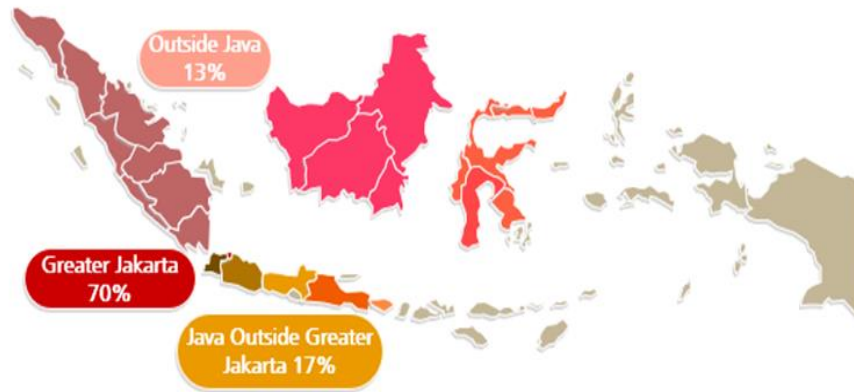 Outside Java
13%
Greater Jakarta
70%
Java Outside Greater
Jakarta 17%